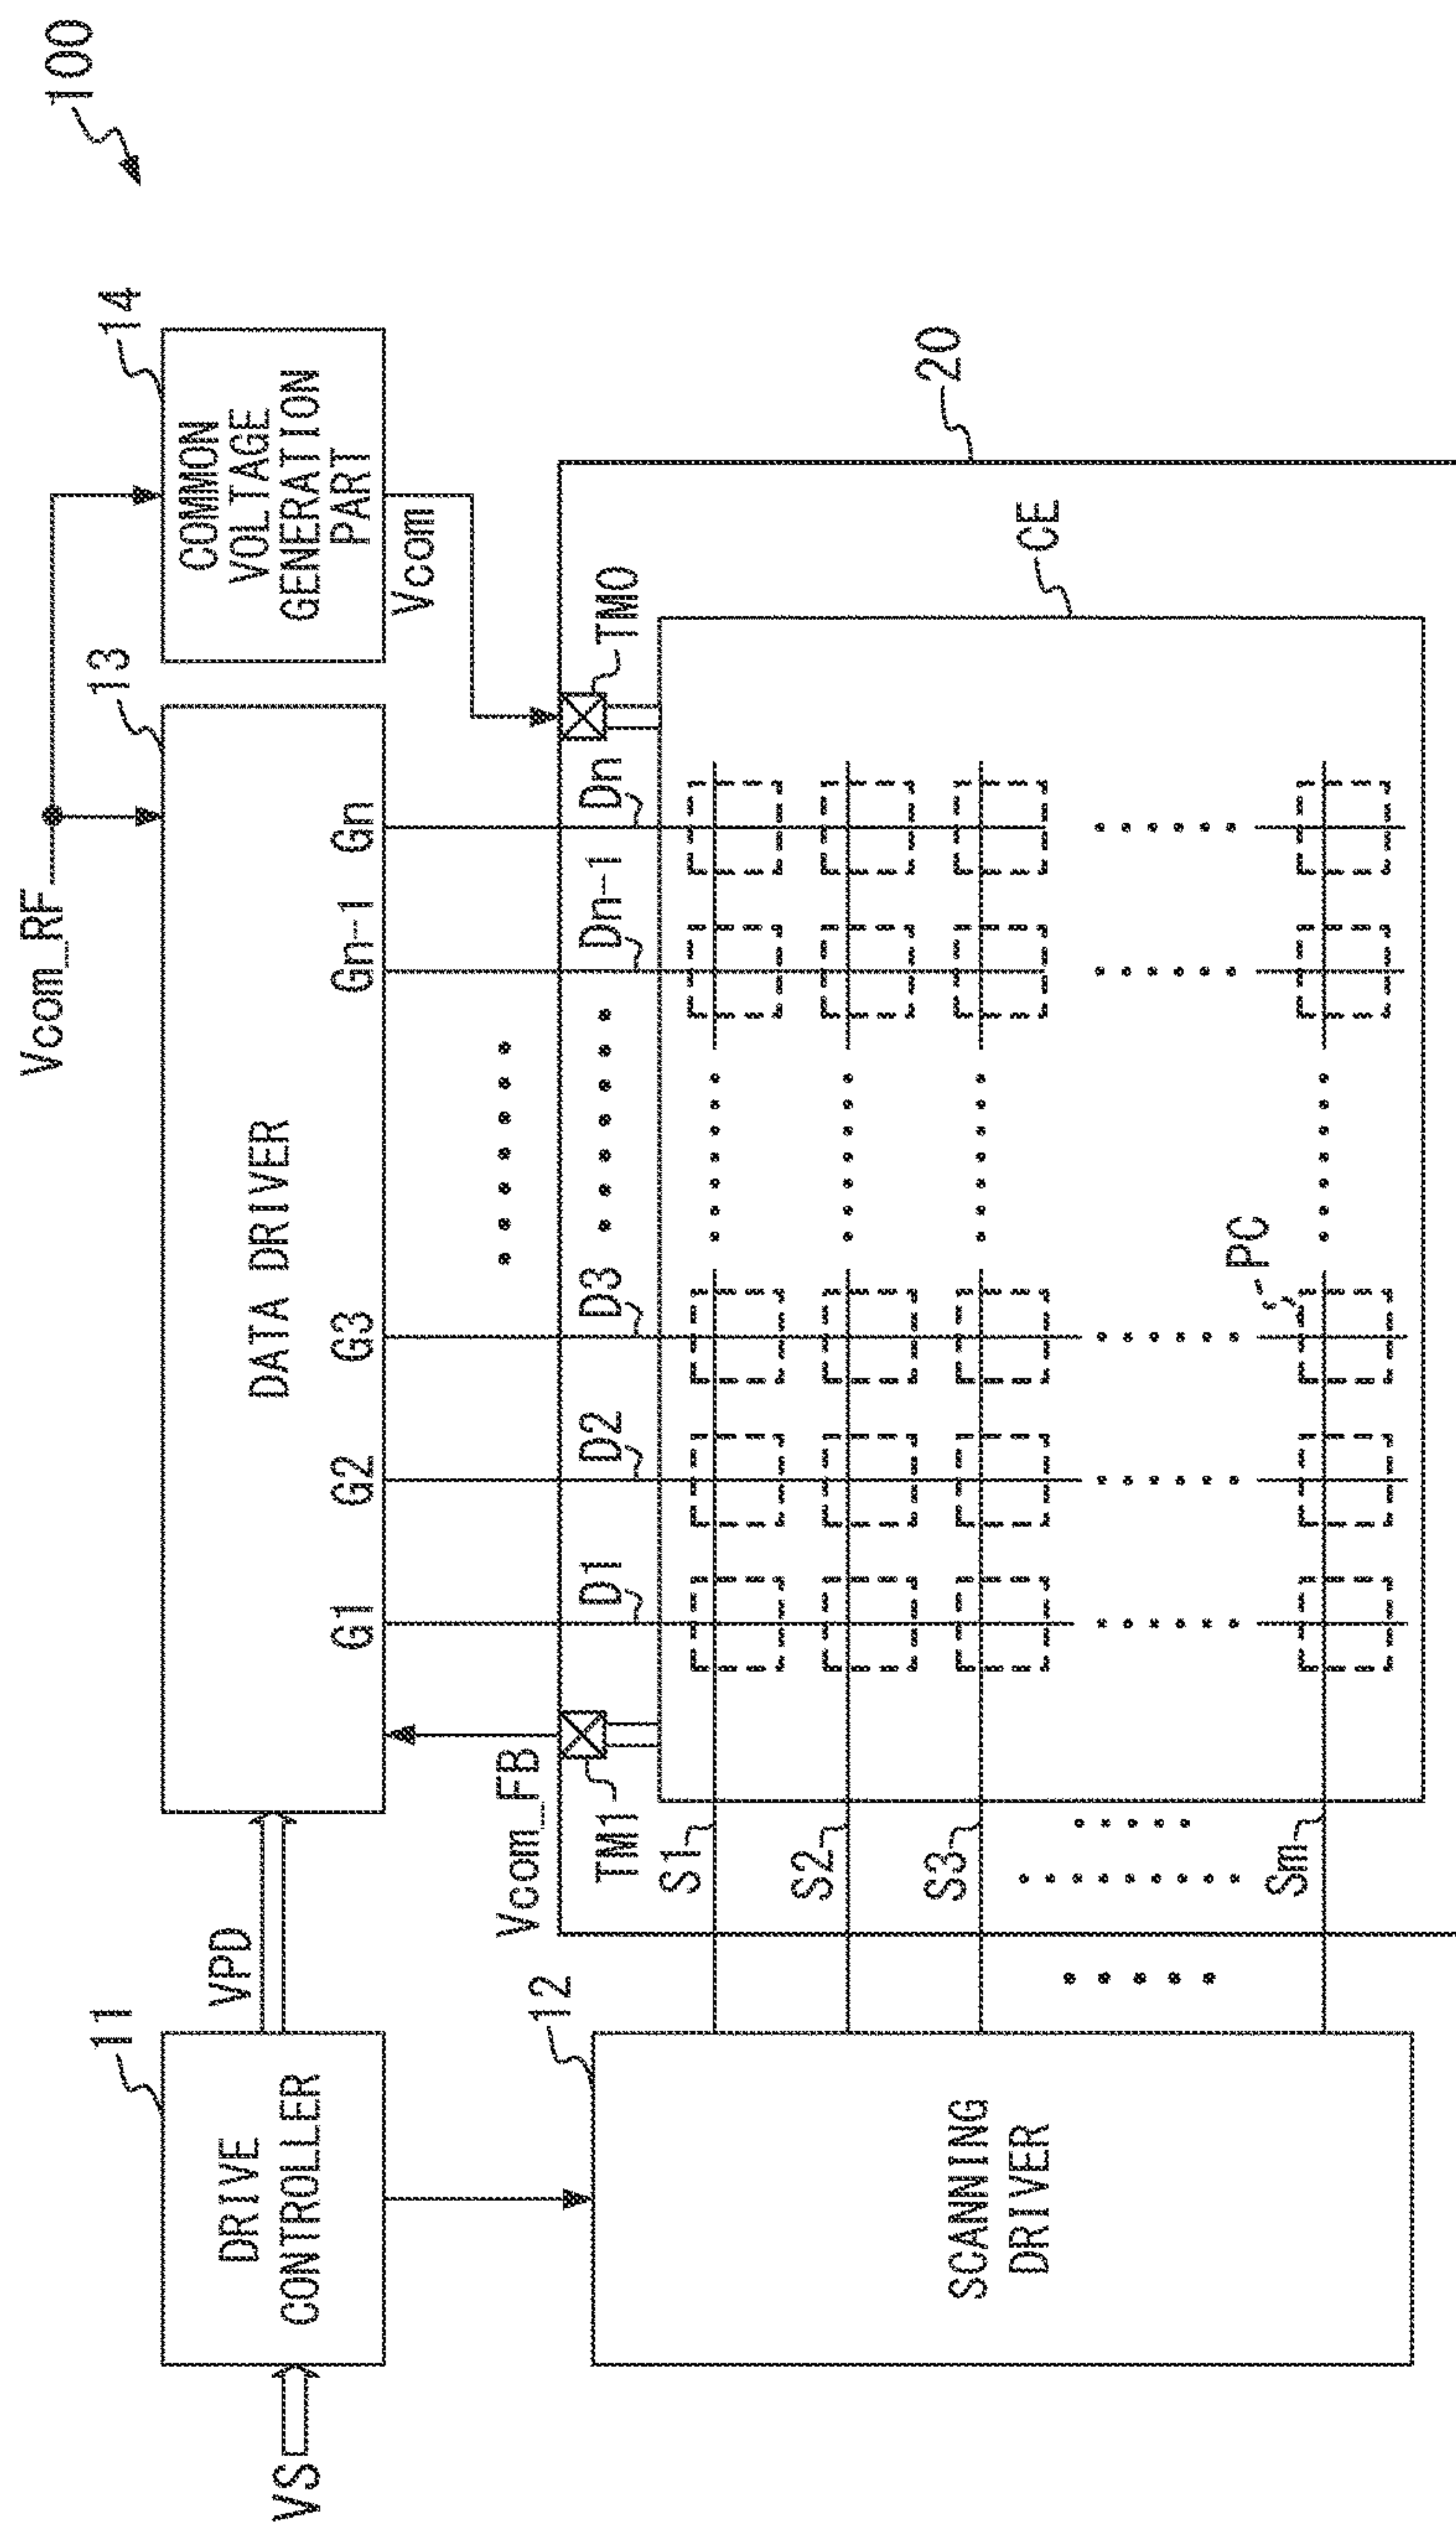 100
Vcom_RF
11
13
14
VS
DRIVE
CONTROLLER
VPD
DATA DRIVER
COMMON
VOLTAGE
GENERATION
PART
G1
G2
G3
Gn-1
Gn
Vcom
Vcom_FB
20
TM1
D1
D2
D3
Dn-1
Dn
TM0
12
CE
SCANNING
DRIVER
S1
S2
S3
Sm
PC